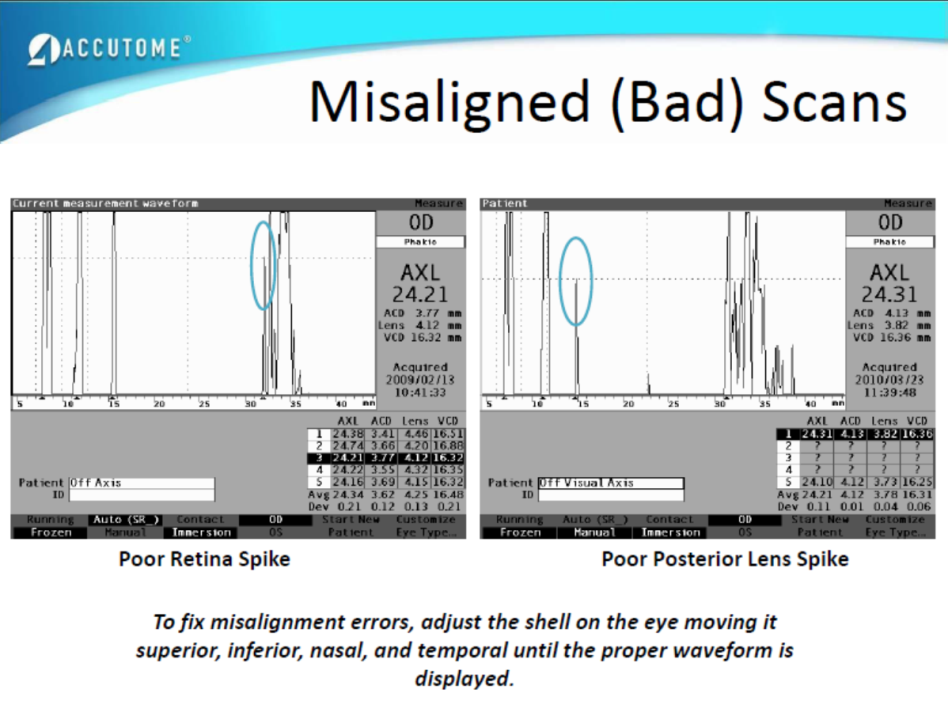 ACCUTOME®
Misaligned (Bad) Scans
Current measurement waveform Measure
OD
Phakic
AXL
24.21
ACD 3.77 mm
Lens 4.12 mm
VCD 16.32 mm
Acquired
2009/02/13
10:41:33
5 10 15 20 25 32 35 40 mm
AXL ACD Lens VCD
1 24.38 3.41 4.46 16.51
2 24.74 3.66 4.20 16.88
3 24.21 3.77 4.12 16.32
4 24.22 3.55 4.32 16.35
5 24.16 3.69 4.15 16.32
Avg 24.34 3.62 4.25 16.48
Dev 0.21 0.12 0.13 0.21
Patient Off Axis
ID
Running Auto (SR_) Contact OD Start New Customize
Frozen Manual Immersion OS Patient Eye Type...
Patient Measure
OD
Phakic
AXL
24.31
ACD 4.13 mm
Lens 3.82 mm
VCD 16.36 mm
Acquired
2010/03/23
11:39:48
5 10 15 22 25 31 35 40 mm
AXL ACD Lens VCD
1 24.31 4.13 3.82 16.36
2 ? ? ? ?
3 ? ? ? ?
4 ? ? ? ?
5 24.10 4.12 3.73 16.25
Avg 24.21 4.12 3.78 16.31
Dev 0.11 0.01 0.04 0.06
Patient Off Visual Axis
ID
Running Auto (SR_) Contact OD Start New Customize
Frozen Manual Immersion OS Patient Eye Type...
Poor Retina Spike
Poor Posterior Lens Spike
To fix misalignment errors, adjust the shell on the eye moving it
superior, inferior, nasal, and temporal until the proper waveform is
displayed.